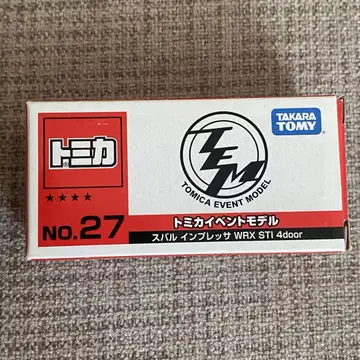 トミカ
TEM
TOMICA EVENT MODEL
TAKARA
TOMY
NO.27
トミカイベントモデル
スバル インプレッサ WRX STI 4door